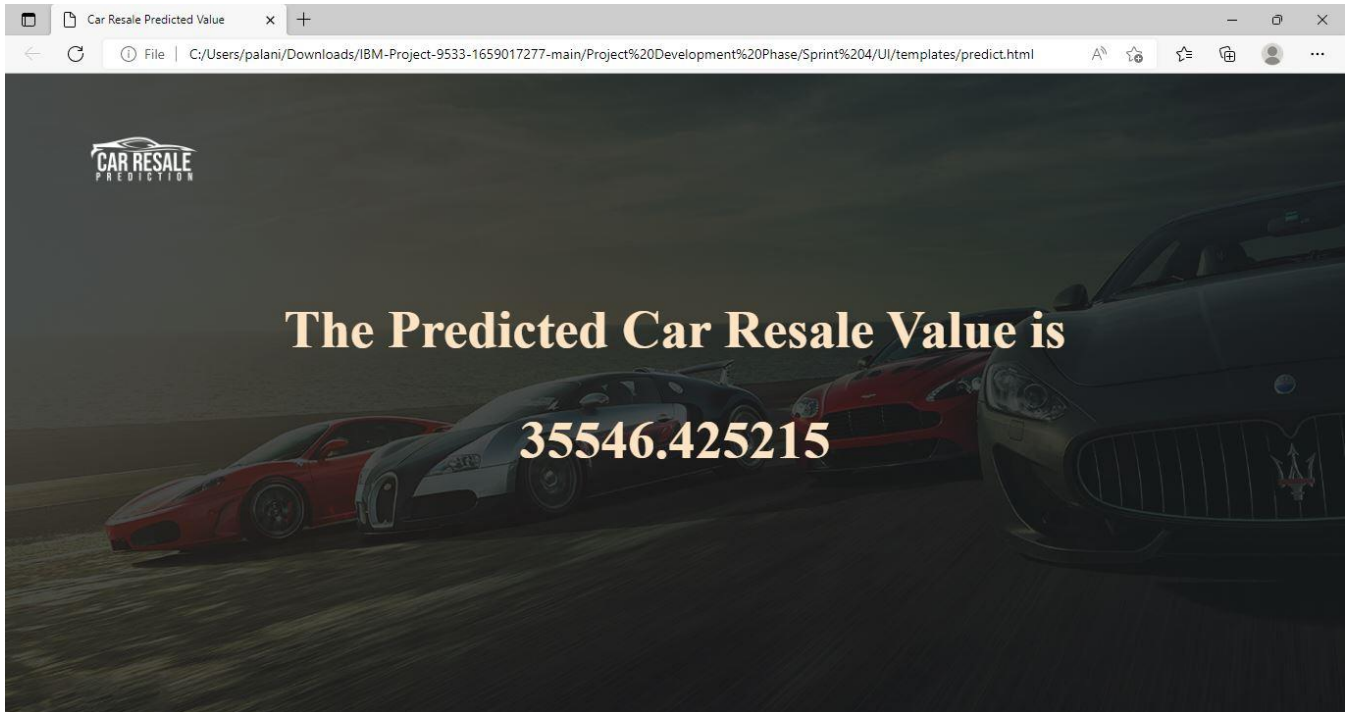 Car Resale Predicted Value
File | C:/Users/palani/Downloads/IBM-Project-9533-1659017277-main/Project%20Development%20Phase/Sprint%204/UI/templates/predict.html
CAR RESALE
PREDICTION
The Predicted Car Resale Value is
35546.425215